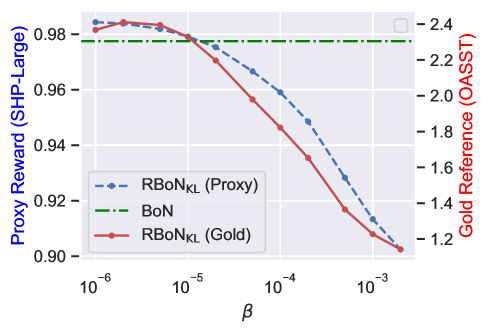 Proxy Reward (SHP-Large)
0.98
0.96
0.94
0.92
0.90
2.4
2.2
2.0
1.8
1.6
1.4
1.2
Gold Reference (OASST)
RBoN_KL (Proxy)
BoN
RBoN_KL (Gold)
10⁻⁶ 10⁻⁵ 10⁻⁴ 10⁻³
β